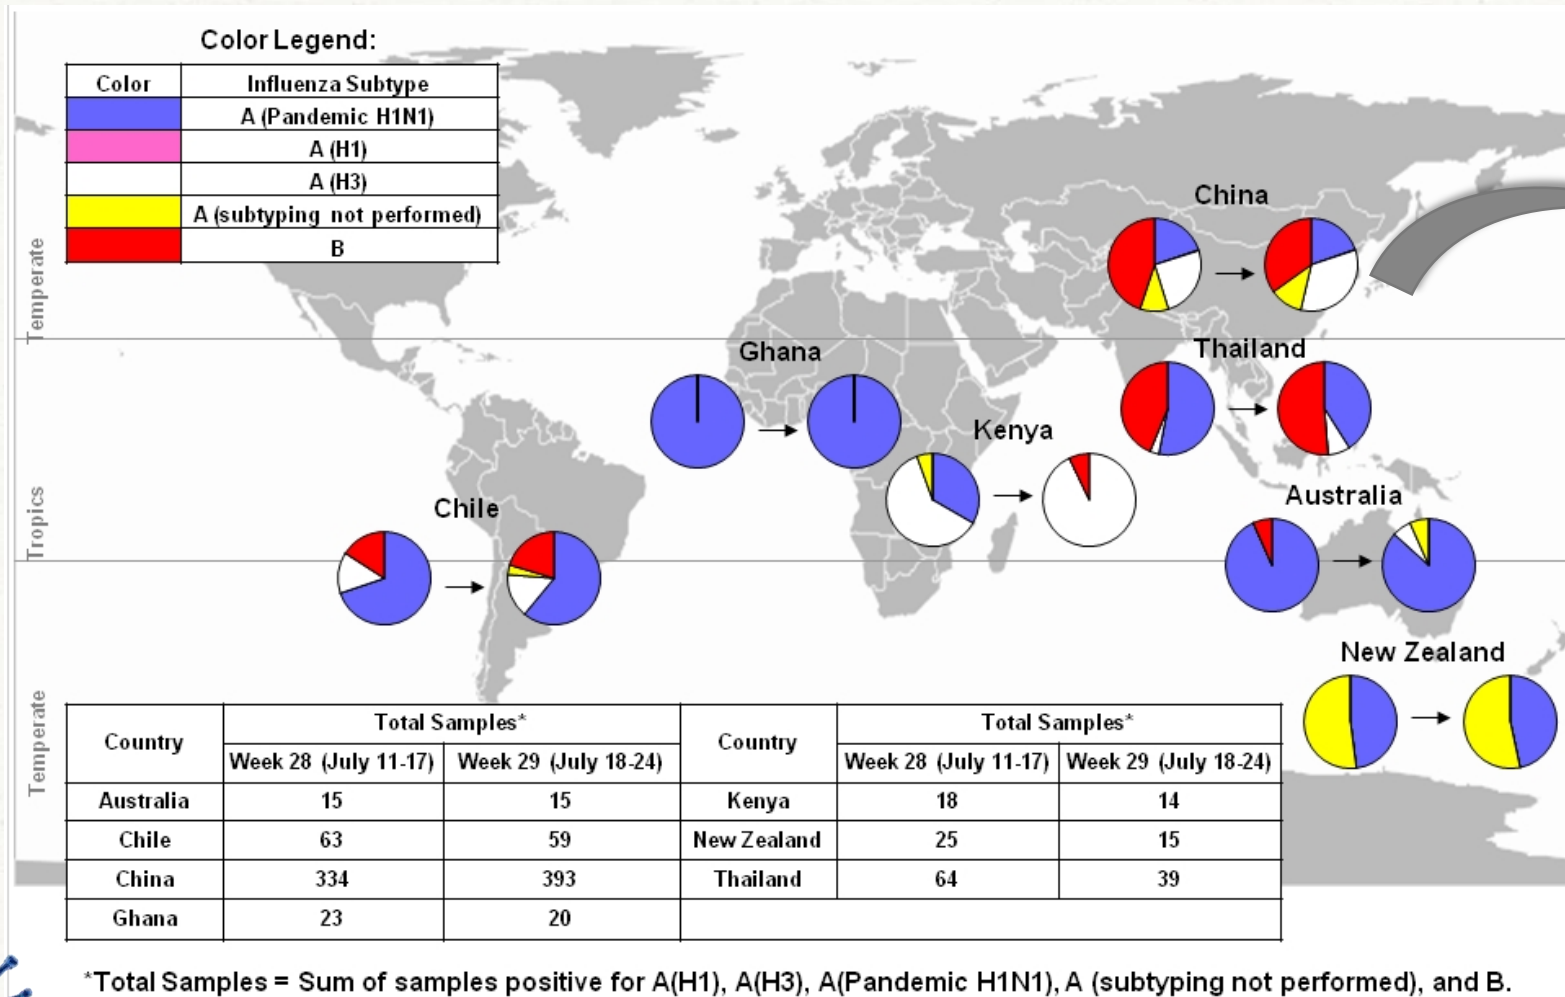 Color Legend:
Color Influenza Subtype
A (Pandemic H1N1)
A (H1)
A (H3)
A (subtyping not performed)
B
Temperate
Tropics
Temperate
China
Thailand
Ghana
Kenya
Chile
Australia
New Zealand
Country Total Samples* Country Total Samples*
Week 28 (July 11-17) Week 29 (July 18-24) Week 28 (July 11-17) Week 29 (July 18-24)
Australia 15 15 Kenya 18 14
Chile 63 59 New Zealand 25 15
China 334 393 Thailand 64 39
Ghana 23 20
*Total Samples = Sum of samples positive for A(H1), A(H3), A(Pandemic H1N1), A (subtyping not performed), and B.